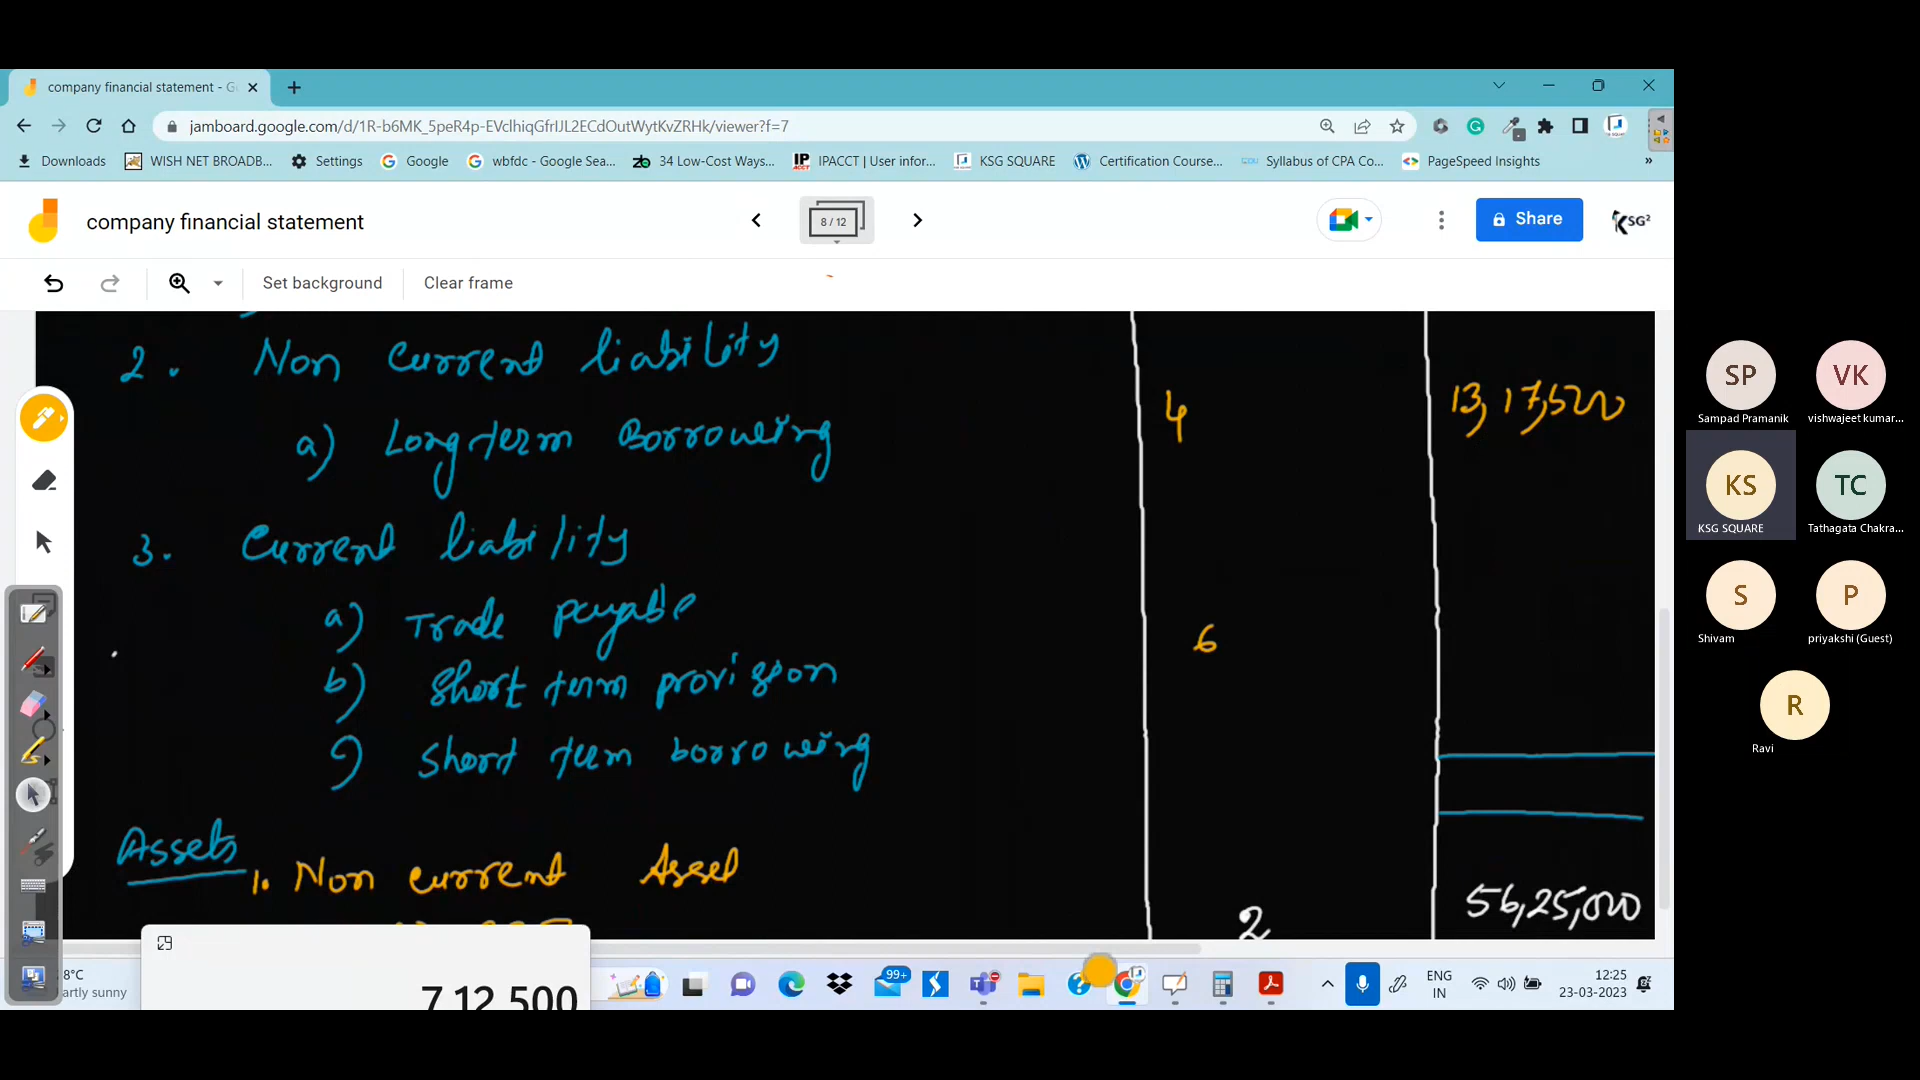 company financial statement - G
jamboard.google.com/d/1R-b6MK_5peR4p-EVclhiqGfrIJL2ECdOutWytKvZRHk/viewer?f=7
Downloads WISH NET BROADB... Settings Google wbfdc - Google Sea... 34 Low-Cost Ways... IPACCT | User infor... KSG SQUARE Certification Course... Syllabus of CPA Co... PageSpeed Insights »
company financial statement 8 / 12 Share KSG²
Set background Clear frame
2. Non Current liability
4 13,17,500
a) Long term Borrowing
3. Current liability
a) Trade payable
6
b) Short term provision
c) Short term borrowing
Assets
1. Non current Asset
56,25,000
2
7,12,500
SP VK
Sampad Pramanik vishwajeet kumar...
KS TC
KSG SQUARE Tathagata Chakra...
S P
Shivam priyakshi (Guest)
R
Ravi
8°C
artly sunny
99+
ENG
IN
12:25
23-03-2023